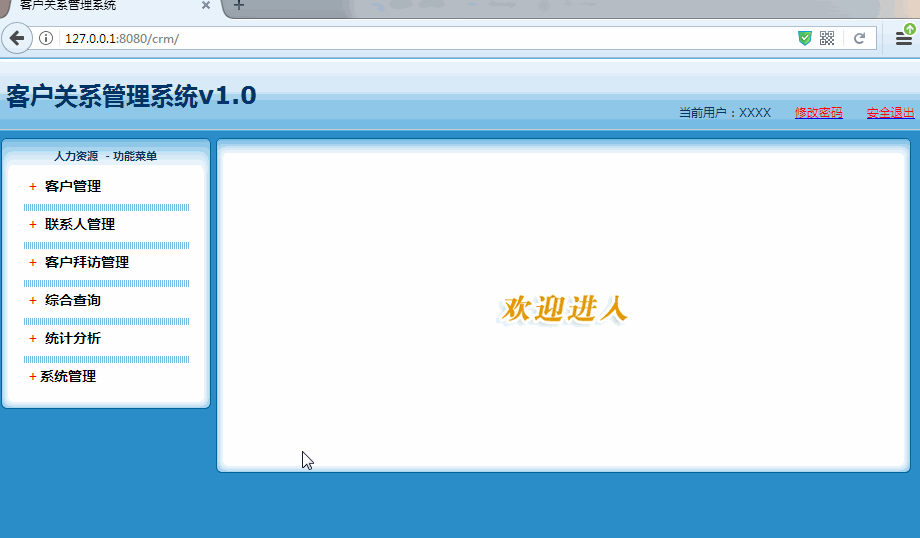 客户关系管理系统
127.0.0.1:8080/crm/
客户关系管理系统v1.0
当前用户：XXXX 修改密码 安全退出
人力资源 - 功能菜单
+ 客户管理
+ 联系人管理
+ 客户拜访管理
+ 综合查询
+ 统计分析
+ 系统管理
欢迎进入